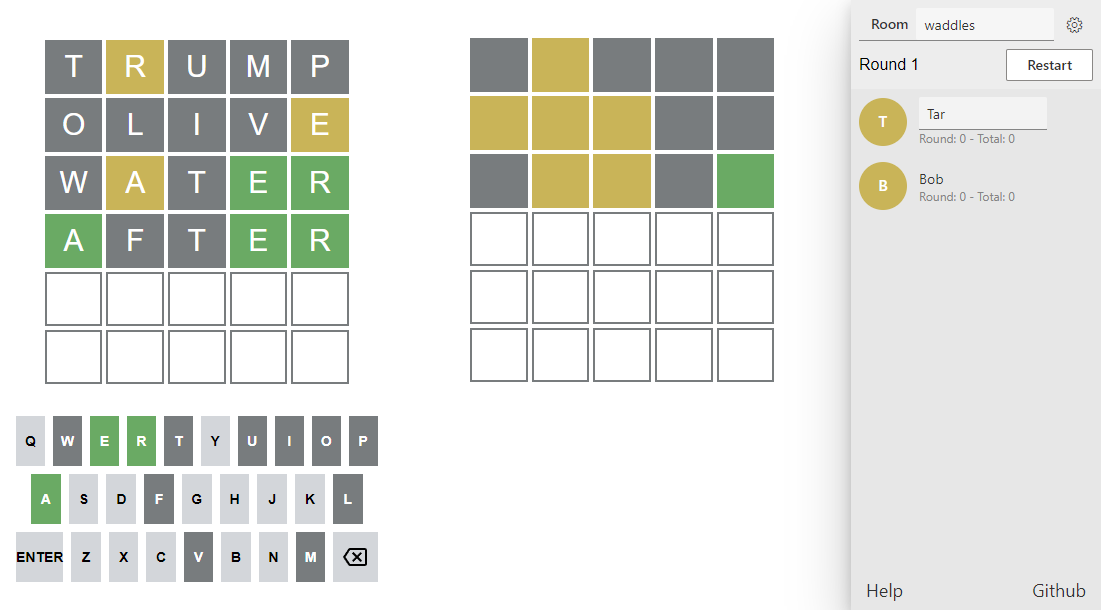 T R U M P
O L I V E
W A T E R
A F T E R
Q W E R T Y U I O P
A S D F G H J K L
ENTER Z X C V B N M
Room waddles
Round 1 Restart
T Tar
Round: 0 - Total: 0
B Bob
Round: 0 - Total: 0
Help Github